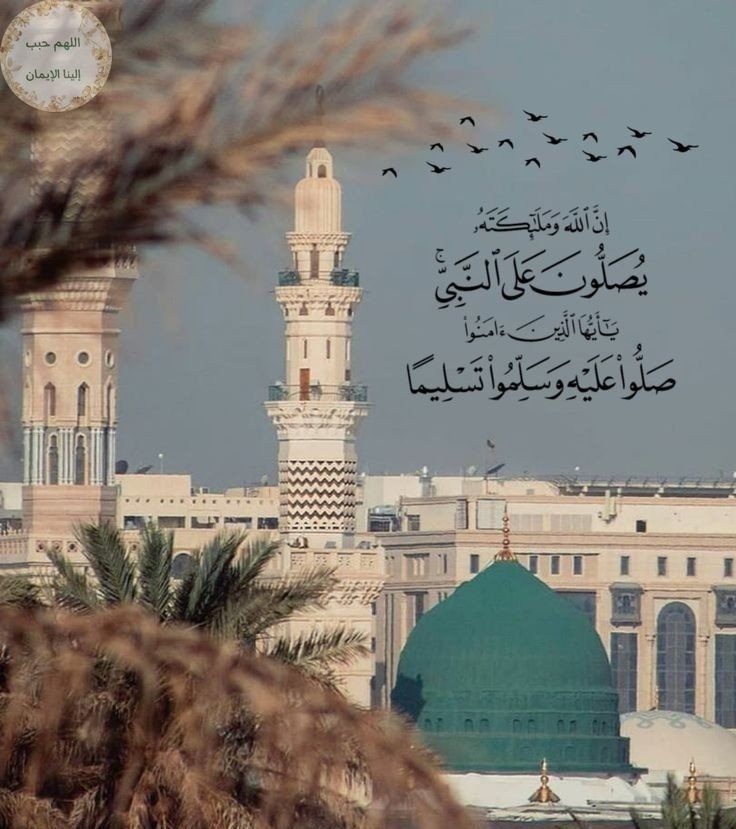 اللهم حبب
إلينا الإيمان
إِنَّ ٱللَّهَ وَمَلَـٰٓئِكَتَهُۥ
يُصَلُّونَ عَلَى ٱلنَّبِىِّ ۚ
يَـٰٓأَيُّهَا ٱلَّذِينَ ءَامَنُوا۟
صَلُّوا۟ عَلَيْهِ وَسَلِّمُوا۟ تَسْلِيمًا